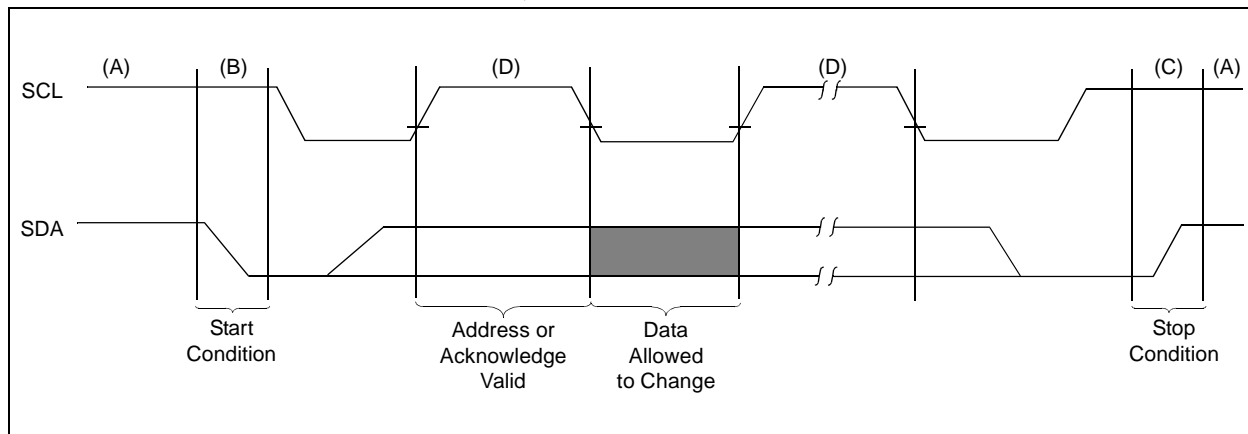 (A) (B) (D) (D) (C) (A)
SCL
SDA
Start
Condition
Address or
Acknowledge
Valid
Data
Allowed
to Change
Stop
Condition